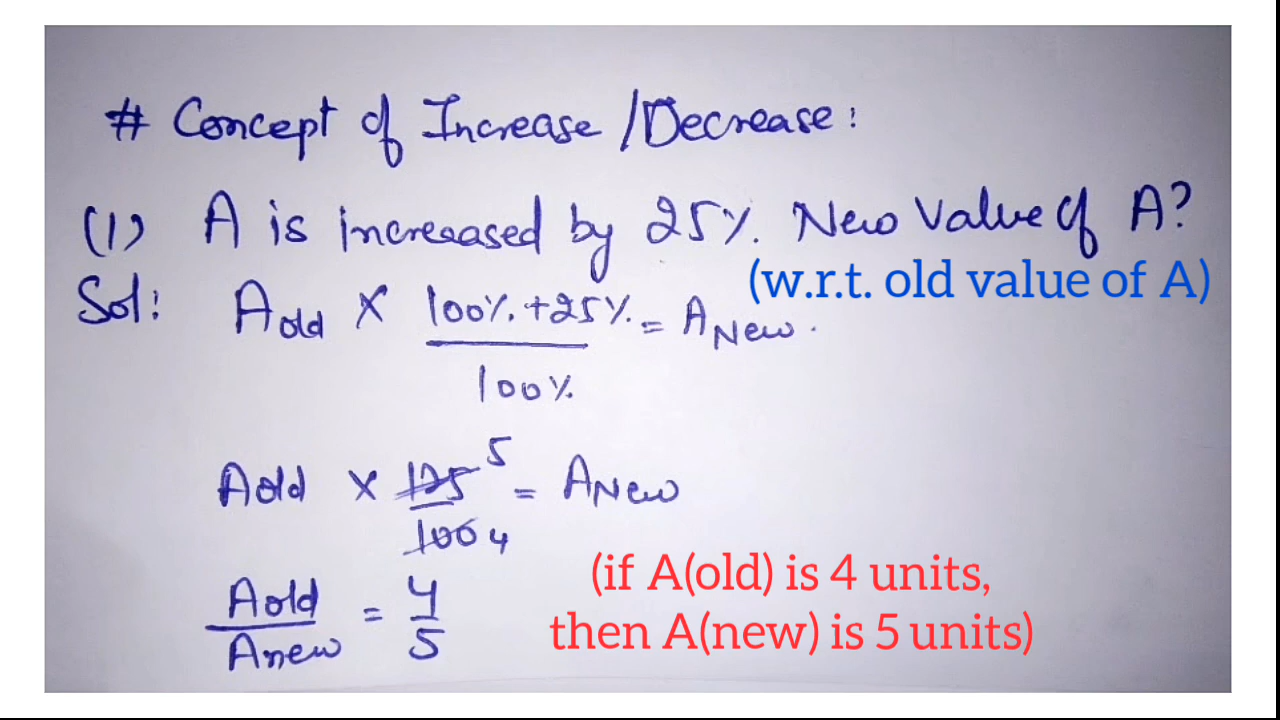 # Concept of Increase/Decrease:
(1) A is increaased by 25%. New Value of A?
(w.r.t. old value of A)
Sol: Aold X 100%+25% = ANew.
100%
Aold X 125 5 = ANew
100 4
Aold = 4
Anew 5
(if A(old) is 4 units,
then A(new) is 5 units)